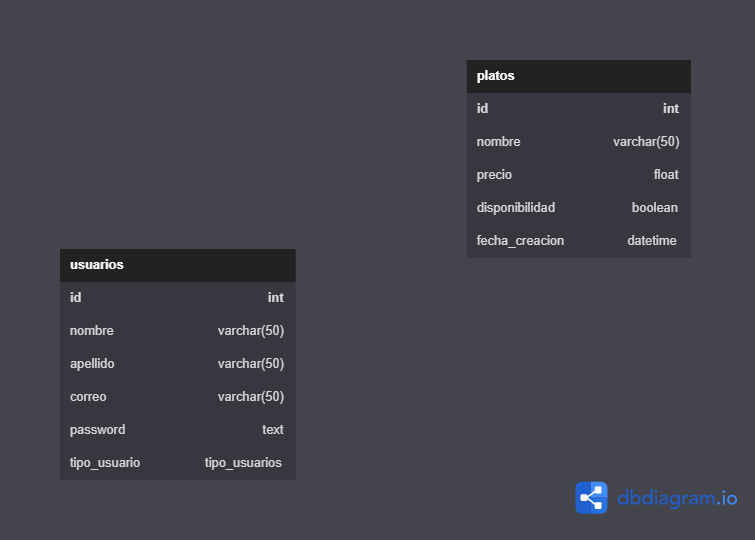 platos
id int
nombre varchar(50)
precio float
disponibilidad boolean
fecha_creacion datetime
usuarios
id int
nombre varchar(50)
apellido varchar(50)
correo varchar(50)
password text
tipo_usuario tipo_usuarios
dbdiagram.io